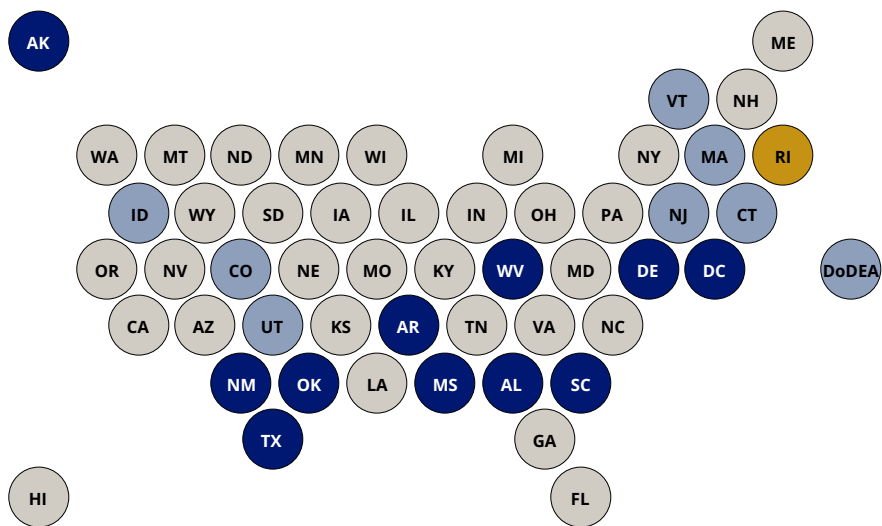 AK
ME
VT NH
WA MT ND MN WI MI NY MA RI
ID WY SD IA IL IN OH PA NJ CT
OR NV CO NE MO KY WV MD DE DC DoDEA
CA AZ UT KS AR TN VA NC
NM OK LA MS AL SC
TX GA
HI FL